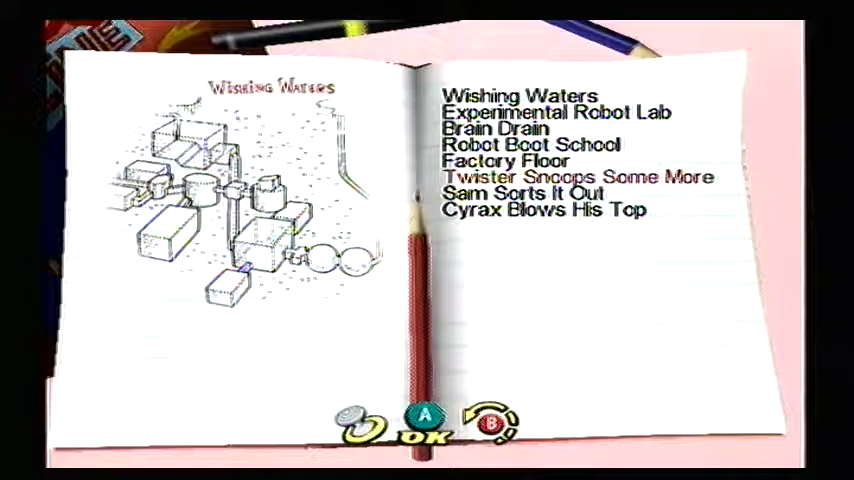 Wishing Waters
Wishing Waters
Experimental Robot Lab
Brain Drain
Robot Boot School
Factory Floor
Twister Snoops Some More
Sam Sorts It Out
Cyrax Blows His Top
A
OK
B